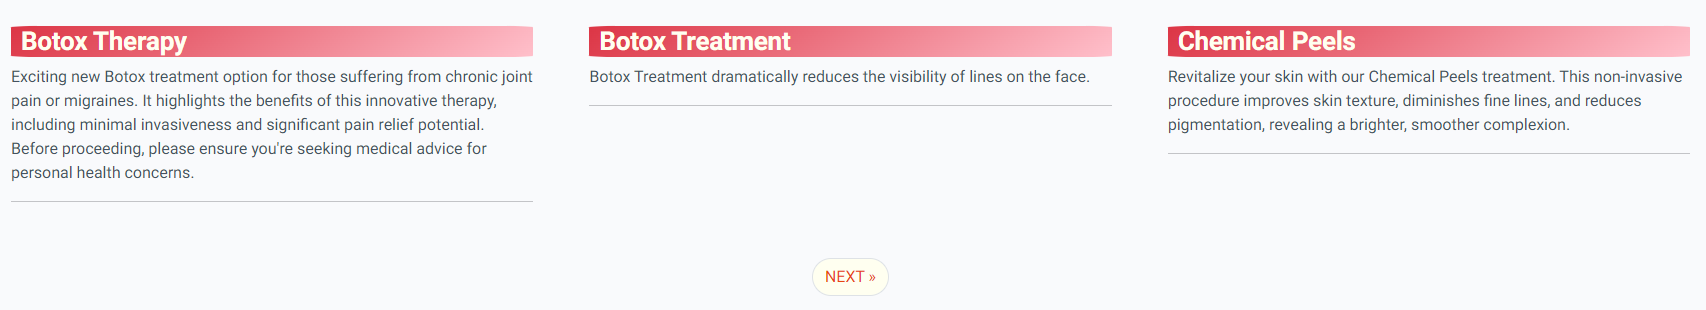 Botox Therapy
Exciting new Botox treatment option for those suffering from chronic joint
pain or migraines. It highlights the benefits of this innovative therapy,
including minimal invasiveness and significant pain relief potential.
Before proceeding, please ensure you're seeking medical advice for
personal health concerns.
Botox Treatment
Botox Treatment dramatically reduces the visibility of lines on the face.
Chemical Peels
Revitalize your skin with our Chemical Peels treatment. This non-invasive
procedure improves skin texture, diminishes fine lines, and reduces
pigmentation, revealing a brighter, smoother complexion.
NEXT »